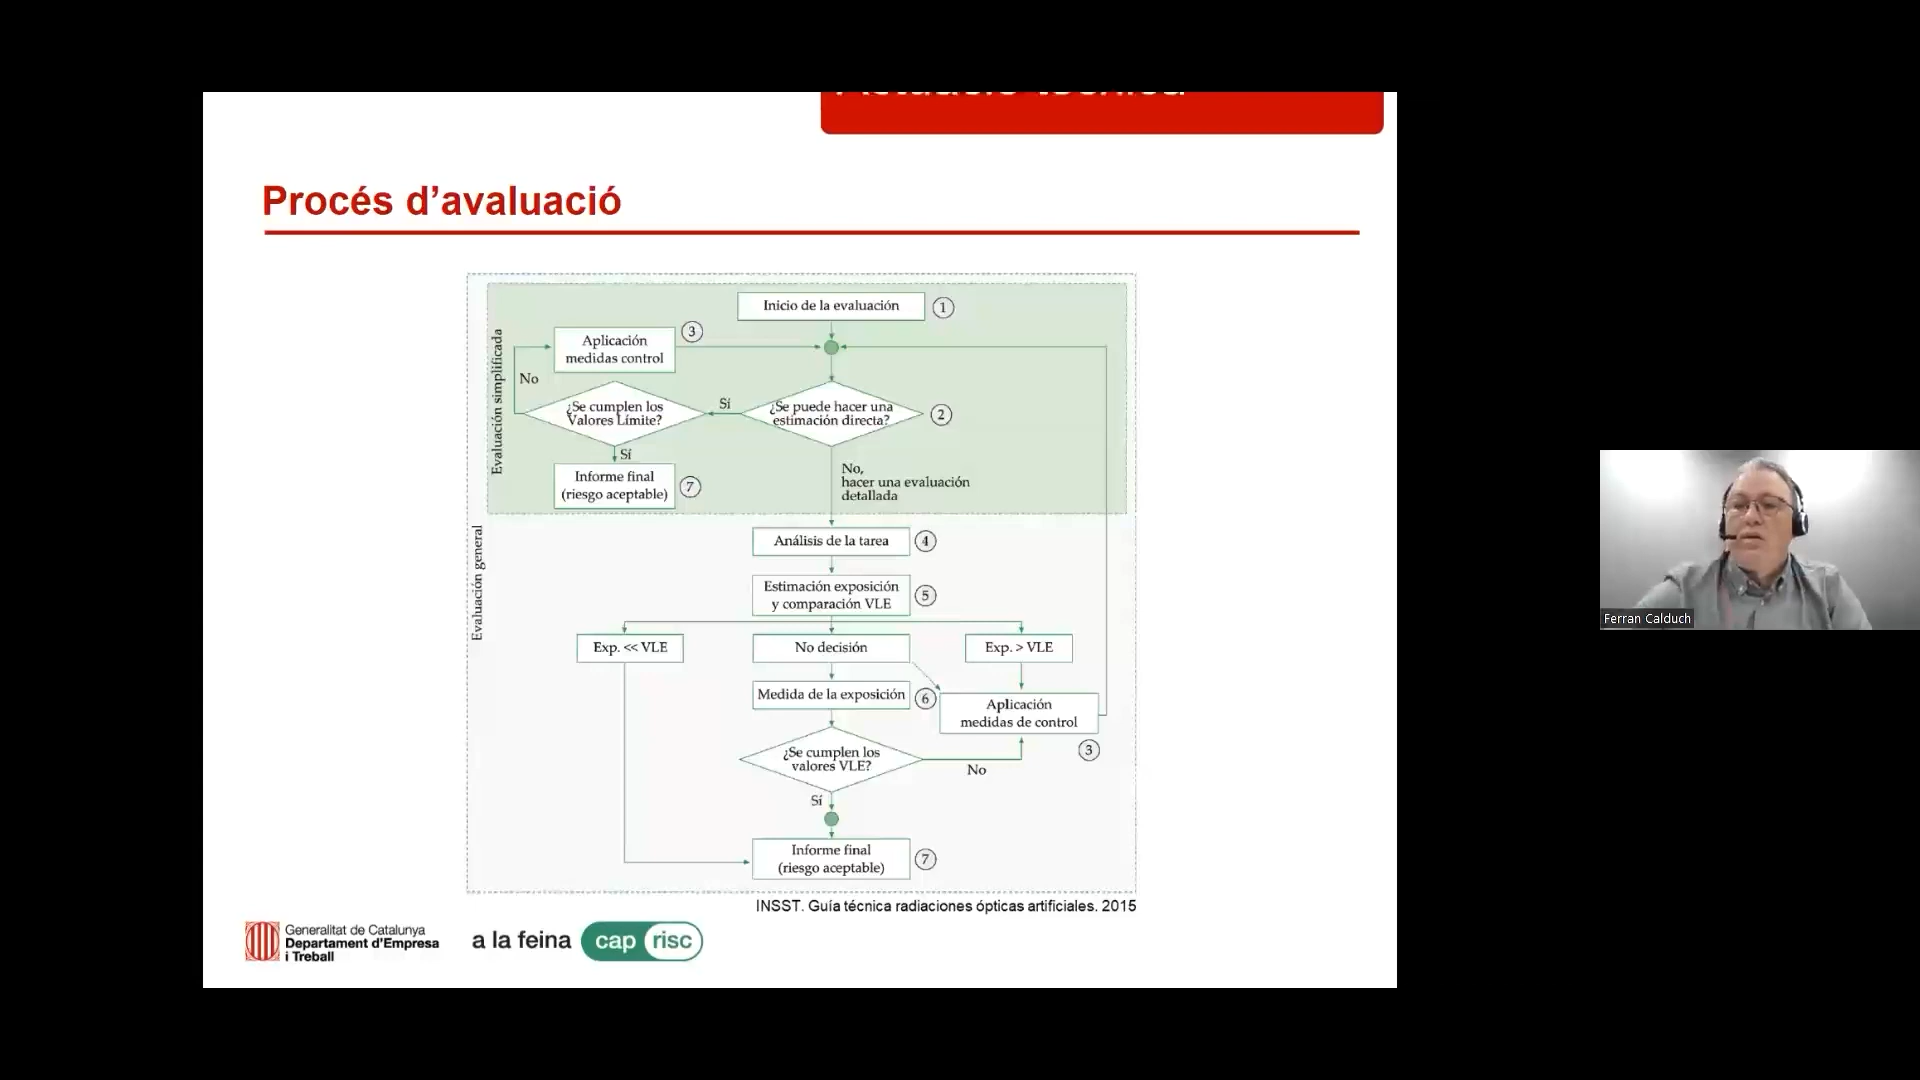 Procés d'avaluació
Evaluación simplificada
Inicio de la evaluación
1
Aplicación
medidas control
3
No
¿Se cumplen los
Valores Límite?
Sí
¿Se puede hacer una
estimación directa?
2
Sí
Informe final
(riesgo aceptable)
7
No,
hacer una evaluación
detallada
Evaluación general
Análisis de la tarea
4
Estimación exposición
y comparación VLE
5
Exp. << VLE
No decisión
Exp. > VLE
Medida de la exposición
6
Aplicación
medidas de control
3
¿Se cumplen los
valores VLE?
No
Sí
Informe final
(riesgo aceptable)
7
INSST. Guía técnica radiaciones ópticas artificiales. 2015
Generalitat de Catalunya
Departament d'Empresa
i Treball
a la feina cap risc
Ferran Calduch